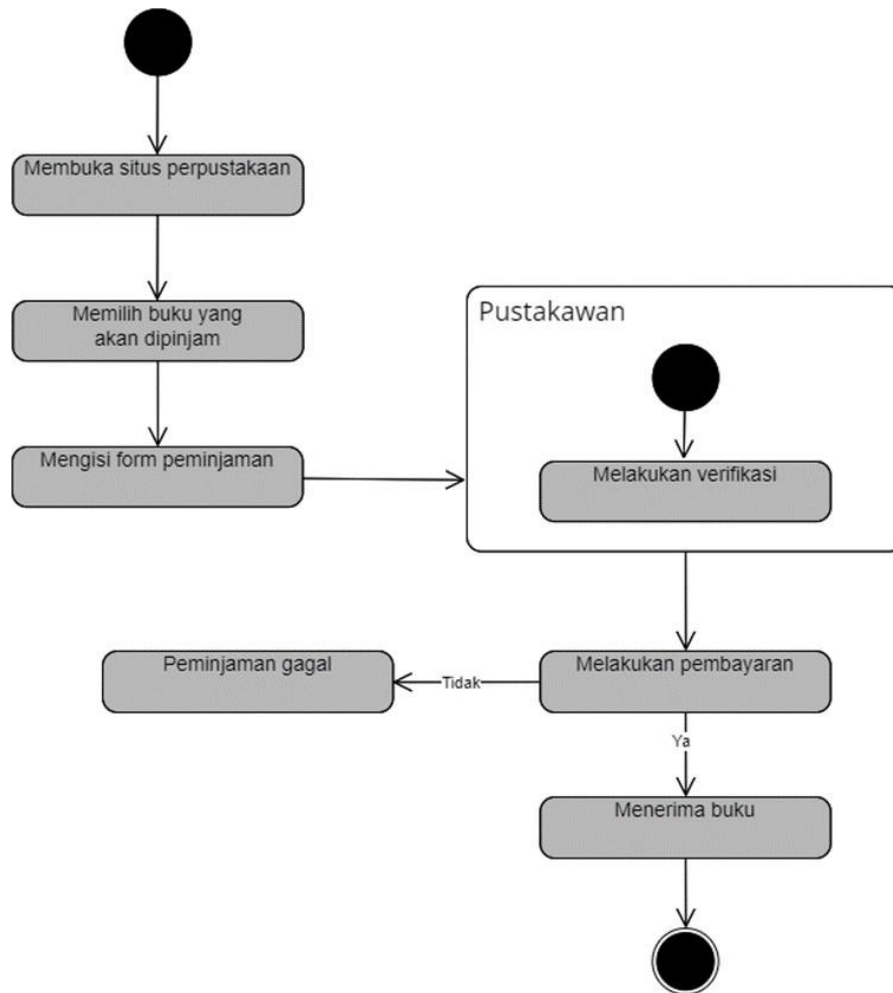 Membuka situs perpustakaan
Memilih buku yang
akan dipinjam
Mengisi form peminjaman
Pustakawan
Melakukan verifikasi
Melakukan pembayaran
Tidak
Peminjaman gagal
Ya
Menerima buku